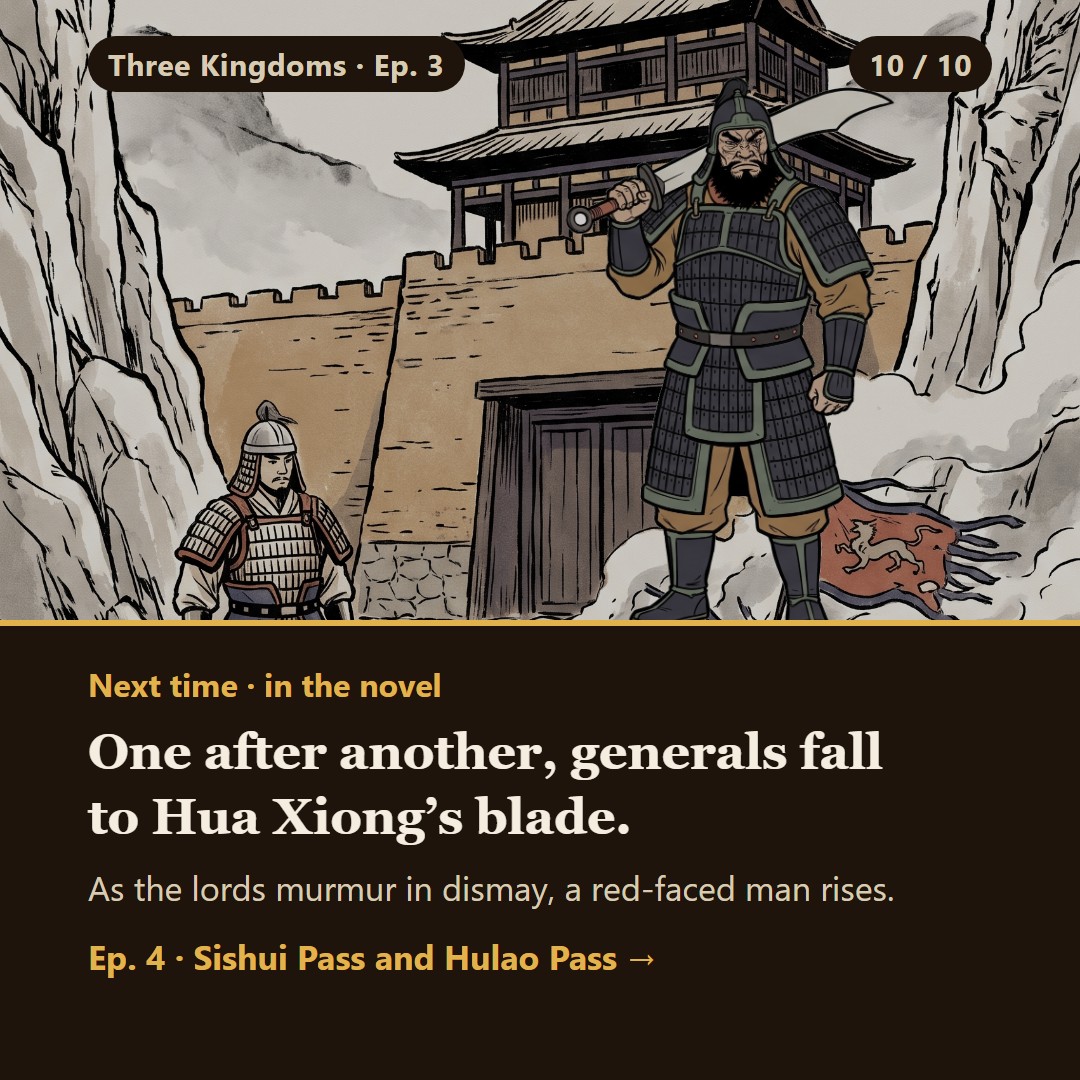 Three Kingdoms · Ep. 3
10 / 10
Next time · in the novel
One after another, generals fall
to Hua Xiong’s blade.
As the lords murmur in dismay, a red-faced man rises.
Ep. 4 · Sishui Pass and Hulao Pass →